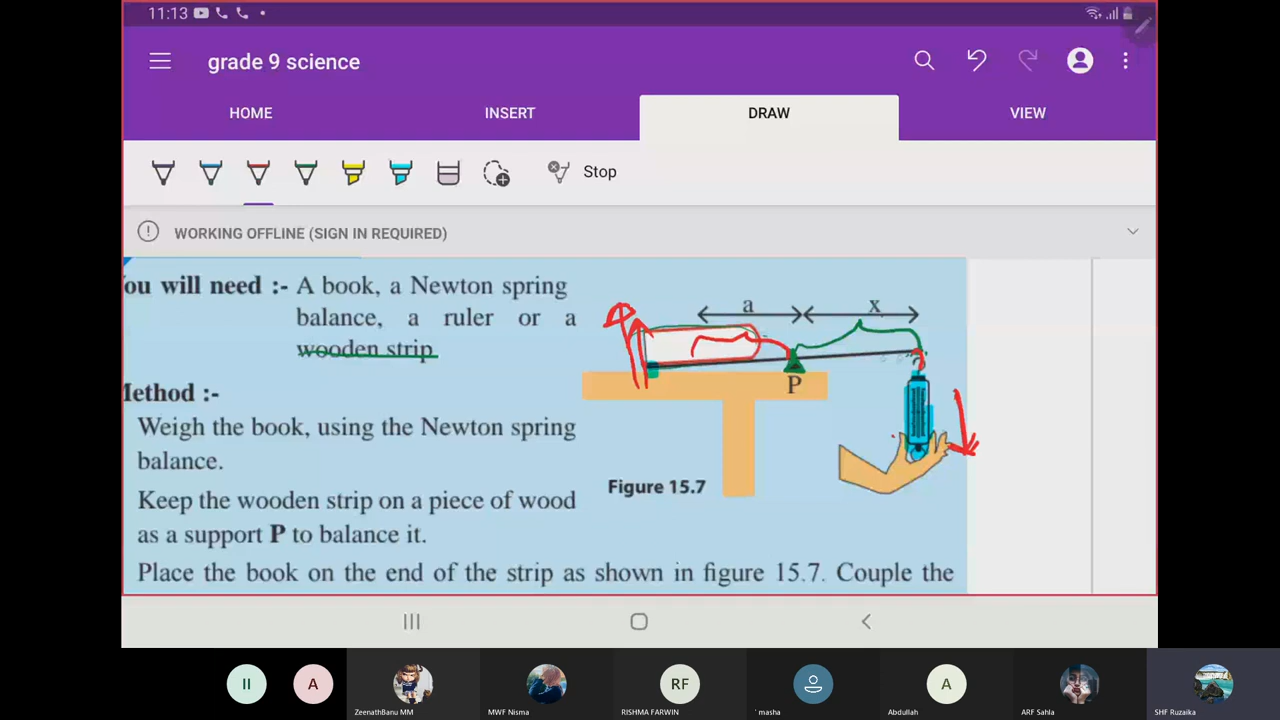 11:13
grade 9 science
HOME INSERT DRAW VIEW
Stop
WORKING OFFLINE (SIGN IN REQUIRED)
ou will need :- A book, a Newton spring
balance, a ruler or a
wooden strip
a x
P
Figure 15.7
Method :-
Weigh the book, using the Newton spring
balance.
Keep the wooden strip on a piece of wood
as a support P to balance it.
Place the book on the end of the strip as shown in figure 15.7. Couple the
II A RF A
ZeenathBanu MM MWF Nisma RISHMA FARWIN ' masha Abdullah ARF Sahla SHF Ruzaika